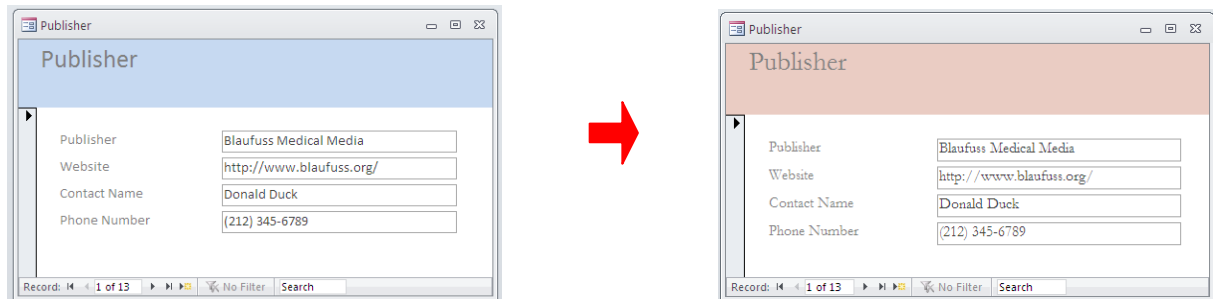 Publisher
Publisher
Publisher Blaufuss Medical Media
Website http://www.blaufuss.org/
Contact Name Donald Duck
Phone Number (212) 345-6789
Record: 1 of 13 No Filter Search
Publisher
Publisher
Publisher Blaufuss Medical Media
Website http://www.blaufuss.org/
Contact Name Donald Duck
Phone Number (212) 345-6789
Record: 1 of 13 No Filter Search